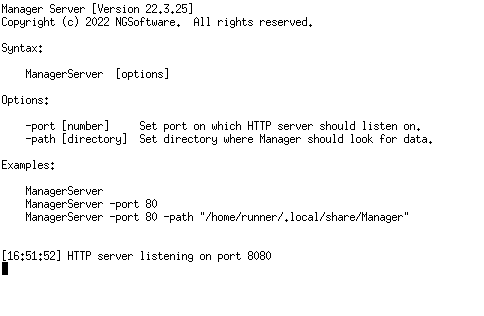 Manager Server [Version 22.3.25]
Copyright (c) 2022 NGSoftware.  All rights reserved.
Syntax:
ManagerServer  [options]
Options:
-port [number]     Set port on which HTTP server should listen on.
-path [directory]  Set directory where Manager should look for data.
Examples:
ManagerServer
ManagerServer -port 80
ManagerServer -port 80 -path "/home/runner/.local/share/Manager"
[16:51:52] HTTP server listening on port 8080